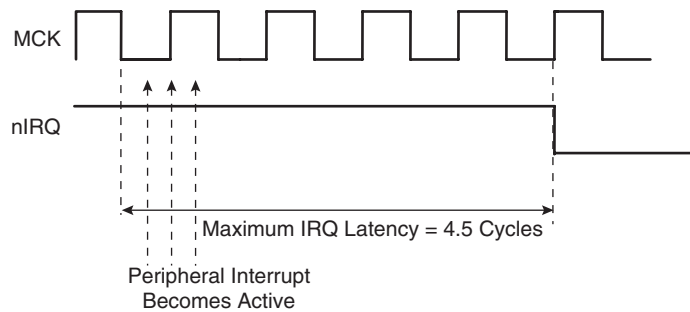 MCK
nIRQ
Maximum IRQ Latency = 4.5 Cycles
Peripheral Interrupt
Becomes Active